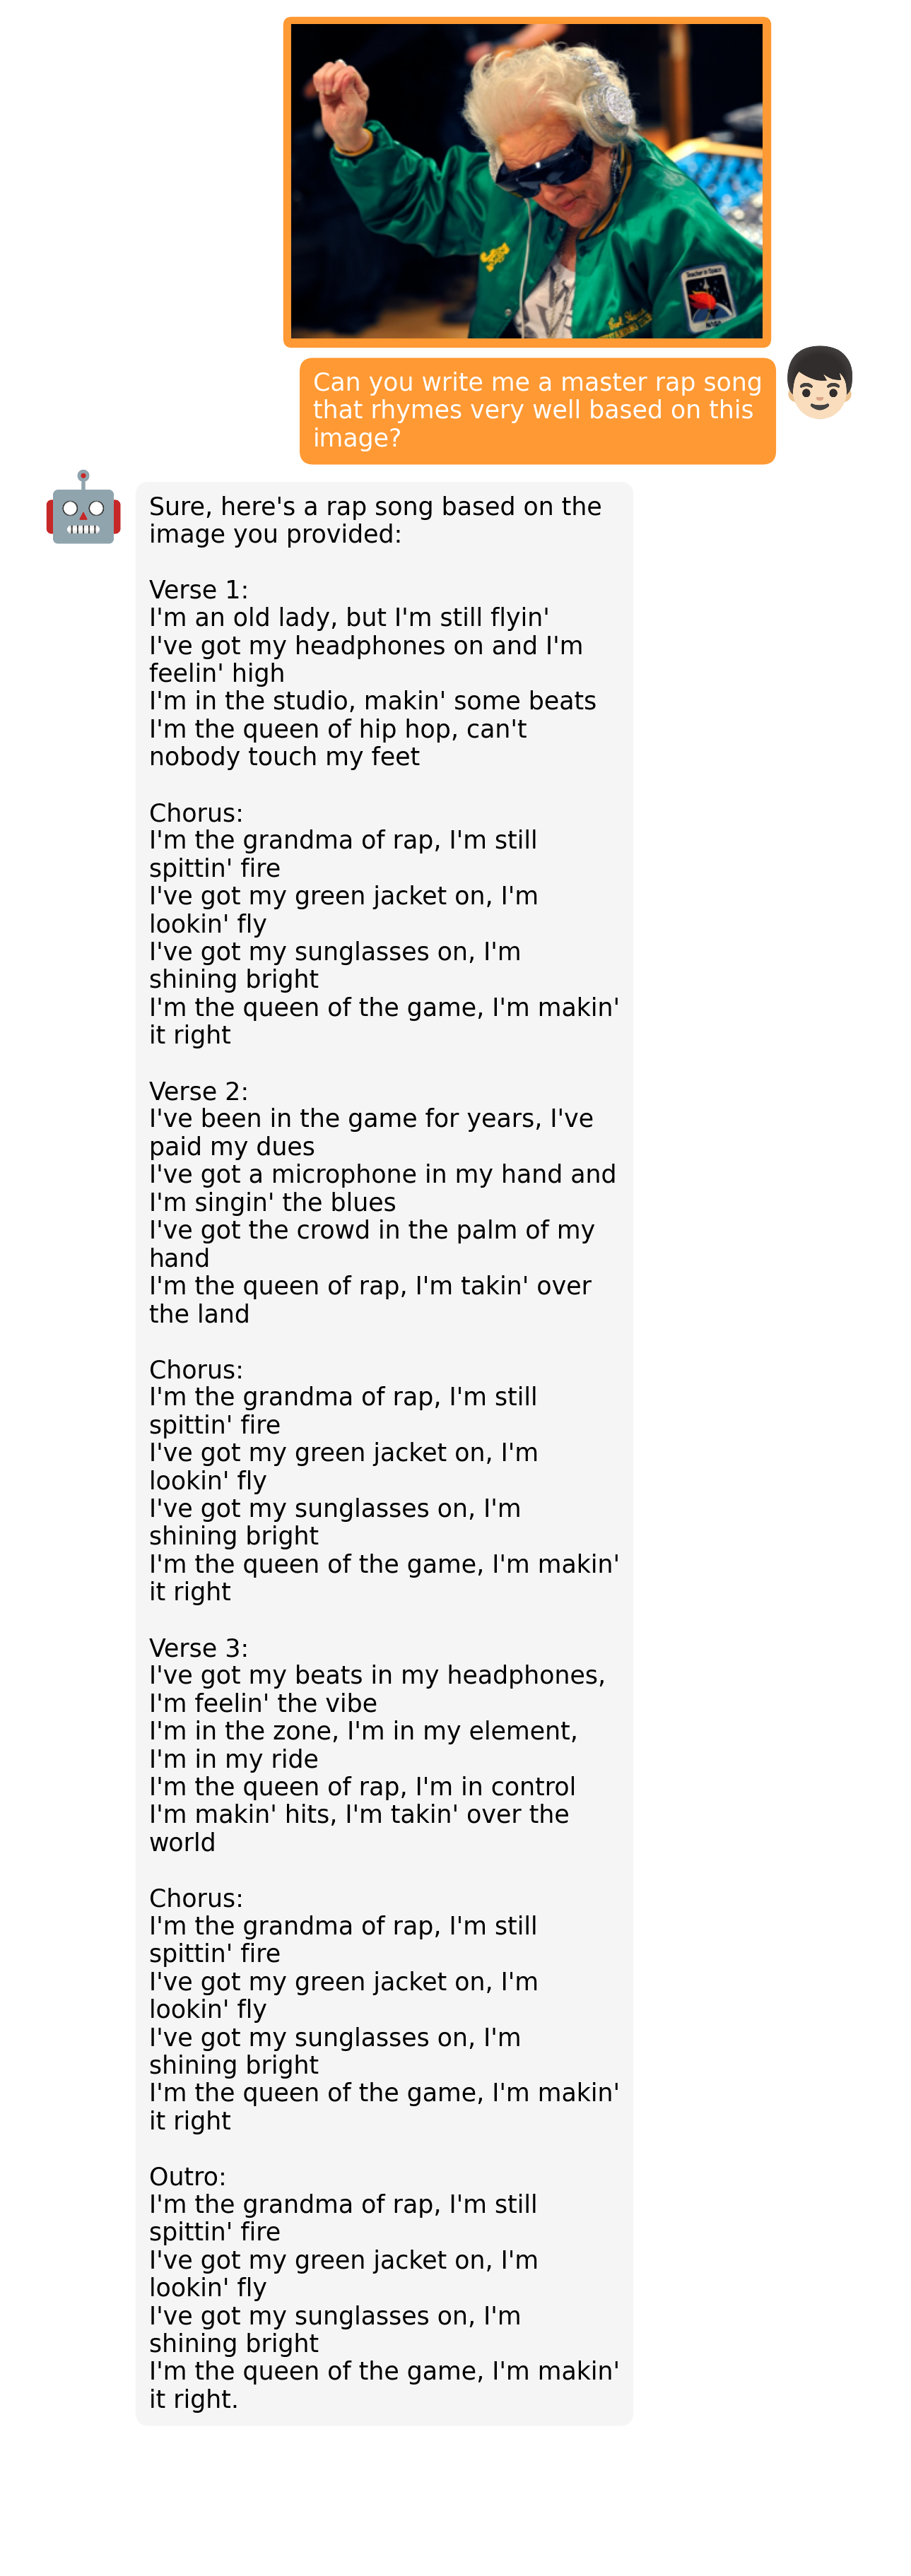 Teacher in Space
NASA
Can you write me a master rap song
that rhymes very well based on this
image?
Sure, here's a rap song based on the
image you provided:
Verse 1:
I'm an old lady, but I'm still flyin'
I've got my headphones on and I'm
feelin' high
I'm in the studio, makin' some beats
I'm the queen of hip hop, can't
nobody touch my feet
Chorus:
I'm the grandma of rap, I'm still
spittin' fire
I've got my green jacket on, I'm
lookin' fly
I've got my sunglasses on, I'm
shining bright
I'm the queen of the game, I'm makin'
it right
Verse 2:
I've been in the game for years, I've
paid my dues
I've got a microphone in my hand and
I'm singin' the blues
I've got the crowd in the palm of my
hand
I'm the queen of rap, I'm takin' over
the land
Chorus:
I'm the grandma of rap, I'm still
spittin' fire
I've got my green jacket on, I'm
lookin' fly
I've got my sunglasses on, I'm
shining bright
I'm the queen of the game, I'm makin'
it right
Verse 3:
I've got my beats in my headphones,
I'm feelin' the vibe
I'm in the zone, I'm in my element,
I'm in my ride
I'm the queen of rap, I'm in control
I'm makin' hits, I'm takin' over the
world
Chorus:
I'm the grandma of rap, I'm still
spittin' fire
I've got my green jacket on, I'm
lookin' fly
I've got my sunglasses on, I'm
shining bright
I'm the queen of the game, I'm makin'
it right
Outro:
I'm the grandma of rap, I'm still
spittin' fire
I've got my green jacket on, I'm
lookin' fly
I've got my sunglasses on, I'm
shining bright
I'm the queen of the game, I'm makin'
it right.